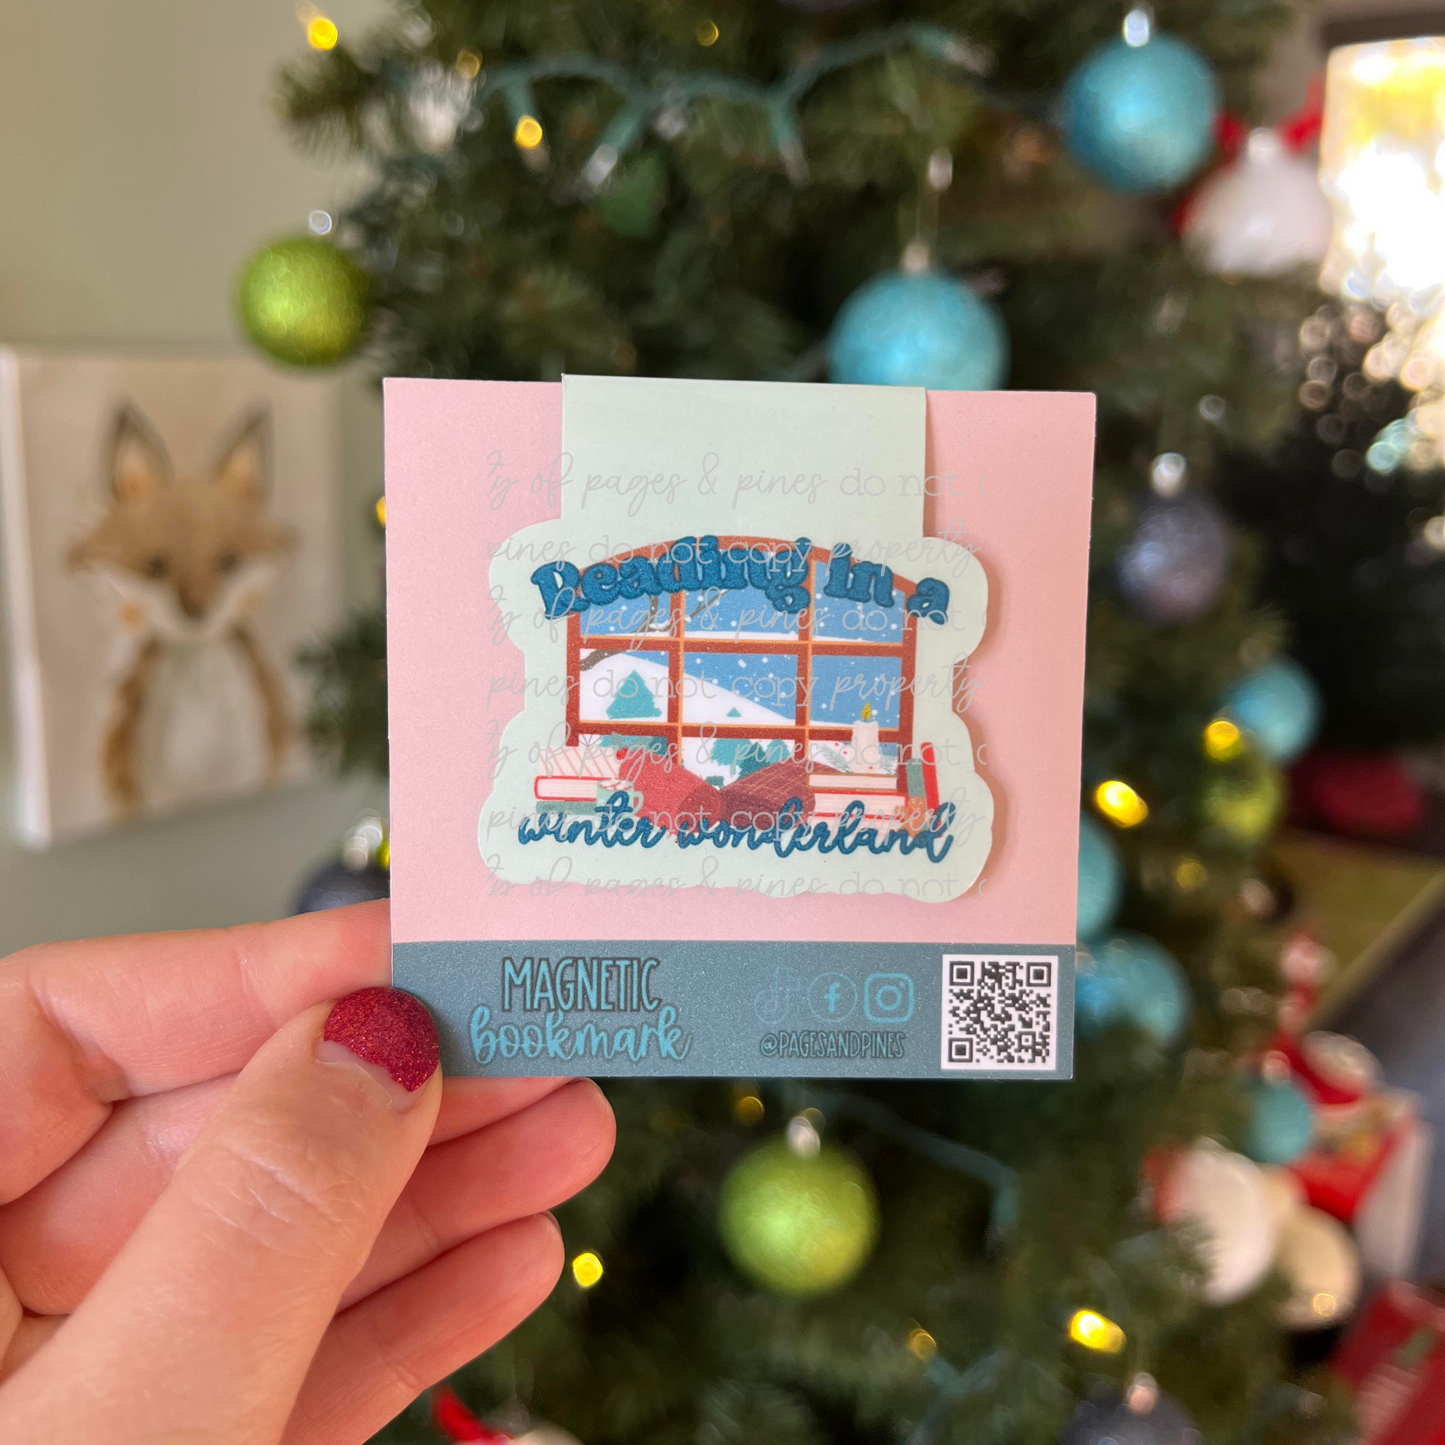 of pages & pines do not
pines do not copy property
Reading in a
of pages & pines do not
pines do not copy property
of pages & pines do not
pines do not copy property
winter wonderland
of pages & pines do not
MAGNETIC
bookmark
@PAGESANDPINES